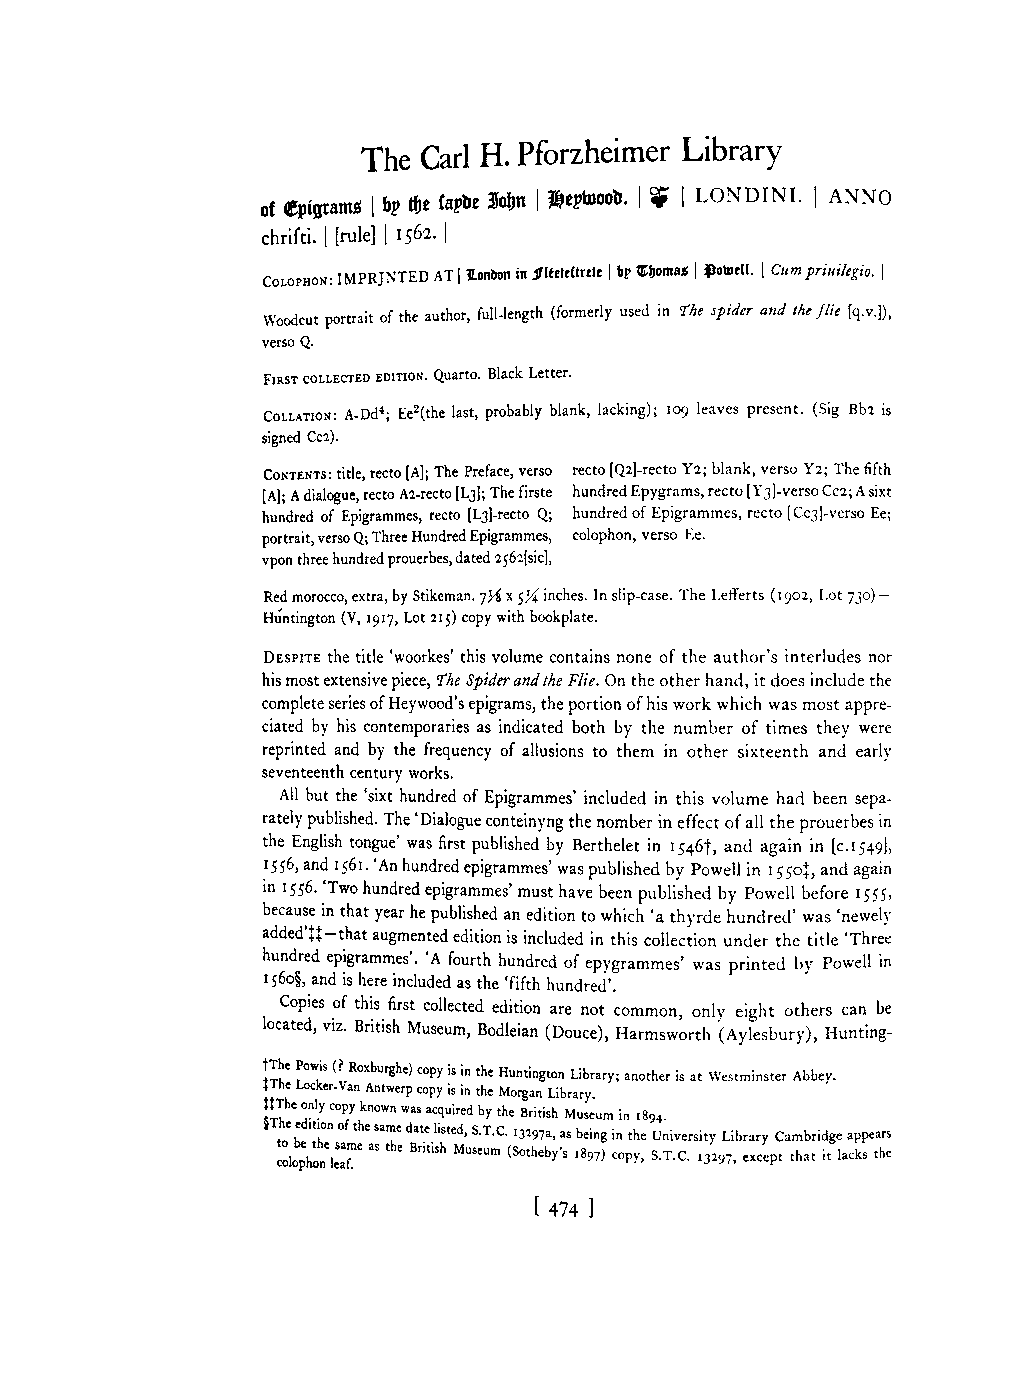 The Carl H. Pforzheimer Library
of Epigrams | by the sayde John | Heywood. | ❦ | LONDINI. | ANNO
chriſti. | [rule] | 1562. |
COLOPHON: IMPRJNTED AT | London in Fleteſtrete | by Thomas | Powell. | Cum priuilegio. |
Woodcut portrait of the author, full-length (formerly used in The spider and the flie [q.v.]),
verso Q.
FIRST COLLECTED EDITION. Quarto. Black Letter.
COLLATION: A-Dd⁴; Ee²(the last, probably blank, lacking); 109 leaves present. (Sig Bb2 is
signed Cc2).
CONTENTS: title, recto [A]; The Preface, verso
[A]; A dialogue, recto A2-recto [L3]; The firste
hundred of Epigrammes, recto [L3]-recto Q;
portrait, verso Q; Three Hundred Epigrammes,
vpon three hundred prouerbes, dated 2562[sic],
recto [Q2]-recto Y2; blank, verso Y2; The fifth
hundred Epygrams, recto [Y3]-verso Cc2; A sixt
hundred of Epigrammes, recto [Cc3]-verso Ee;
colophon, verso Ee.
Red morocco, extra, by Stikeman. 7⅛ x 5¼ inches. In slip-case. The Lefferts (1902, Lot 730)—
Huntington (V, 1917, Lot 215) copy with bookplate.
DESPITE the title 'woorkes' this volume contains none of the author's interludes nor
his most extensive piece, The Spider and the Flie. On the other hand, it does include the
complete series of Heywood's epigrams, the portion of his work which was most appre-
ciated by his contemporaries as indicated both by the number of times they were
reprinted and by the frequency of allusions to them in other sixteenth and early
seventeenth century works.
All but the 'sixt hundred of Epigrammes' included in this volume had been sepa-
rately published. The 'Dialogue conteinyng the nomber in effect of all the prouerbes in
the English tongue' was first published by Berthelet in 1546†, and again in [c.1549],
1556, and 1561. 'An hundred epigrammes' was published by Powell in 1550‡, and again
in 1556. 'Two hundred epigrammes' must have been published by Powell before 1555,
because in that year he published an edition to which 'a thyrde hundred' was 'newely
added'‡‡—that augmented edition is included in this collection under the title 'Three
hundred epigrammes'. 'A fourth hundred of epygrammes' was printed by Powell in
1560§, and is here included as the 'fifth hundred'.
Copies of this first collected edition are not common, only eight others can be
located, viz. British Museum, Bodleian (Douce), Harmsworth (Aylesbury), Hunting-
†The Powis (? Roxburghe) copy is in the Huntington Library; another is at Westminster Abbey.
‡The Locker-Van Antwerp copy is in the Morgan Library.
‡‡The only copy known was acquired by the British Museum in 1894.
§The edition of the same date listed, S.T.C. 13297a, as being in the University Library Cambridge appears
to be the same as the British Museum (Sotheby's 1897) copy, S.T.C. 13297, except that it lacks the
colophon leaf.
[ 474 ]